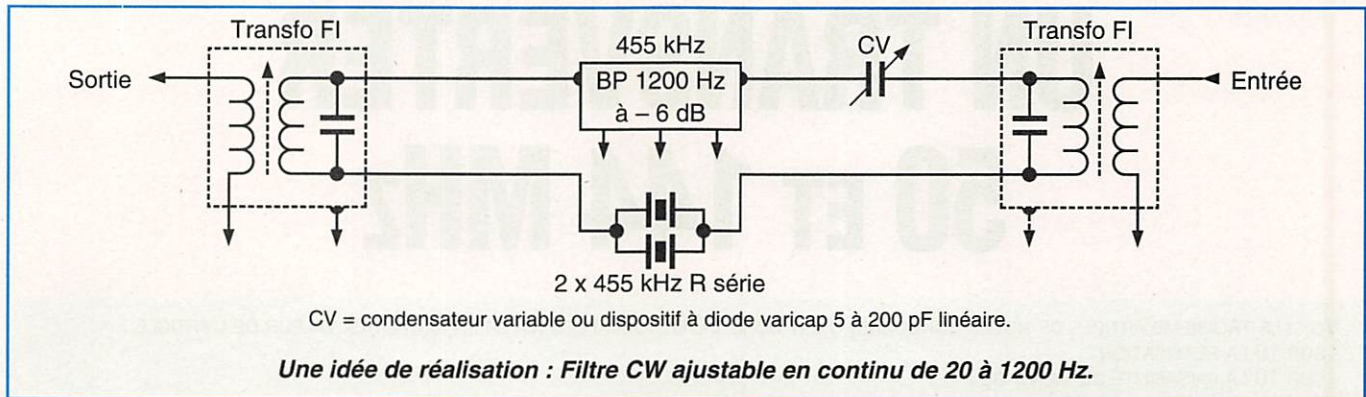 Transfo FI
455 kHz
CV
Transfo FI
Sortie
BP 1200 Hz
à – 6 dB
Entrée
2 x 455 kHz R série
CV = condensateur variable ou dispositif à diode varicap 5 à 200 pF linéaire.
Une idée de réalisation : Filtre CW ajustable en continu de 20 à 1200 Hz.